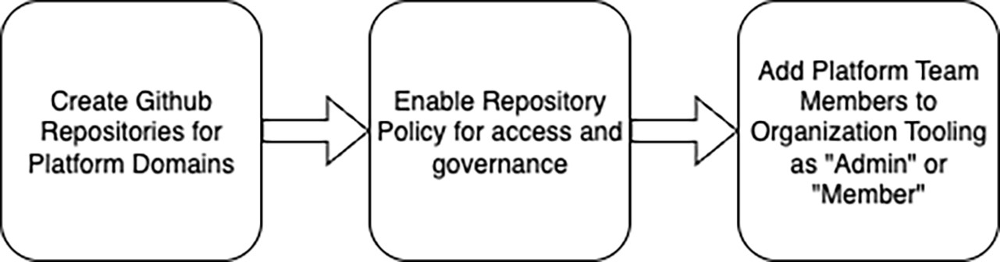 Create Github
Repositories for
Platform Domains
Enable Repository
Policy for access and
governance
Add Platform Team
Members to
Organization Tooling
as "Admin" or
"Member"